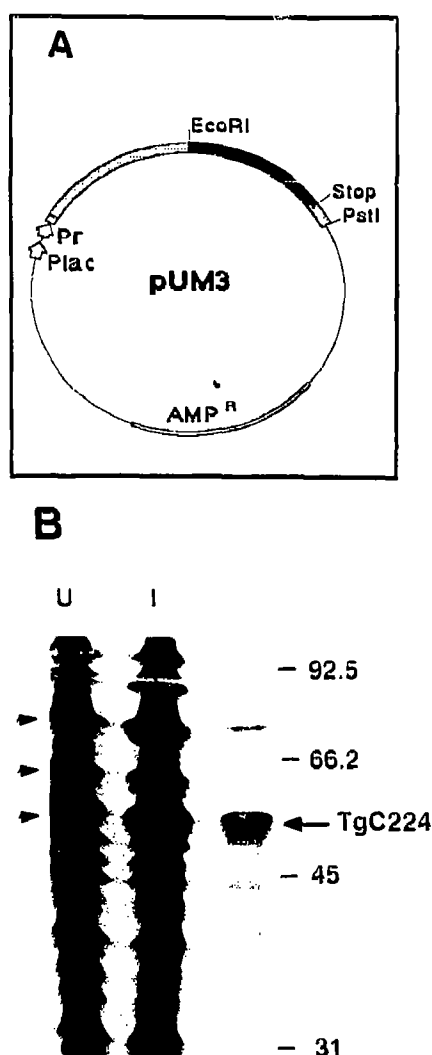 A
EcoRI
Stop
PstI
Pr
Plac
pUM3
AMP R
B
U I
92.5
66.2
TgC224
45
31